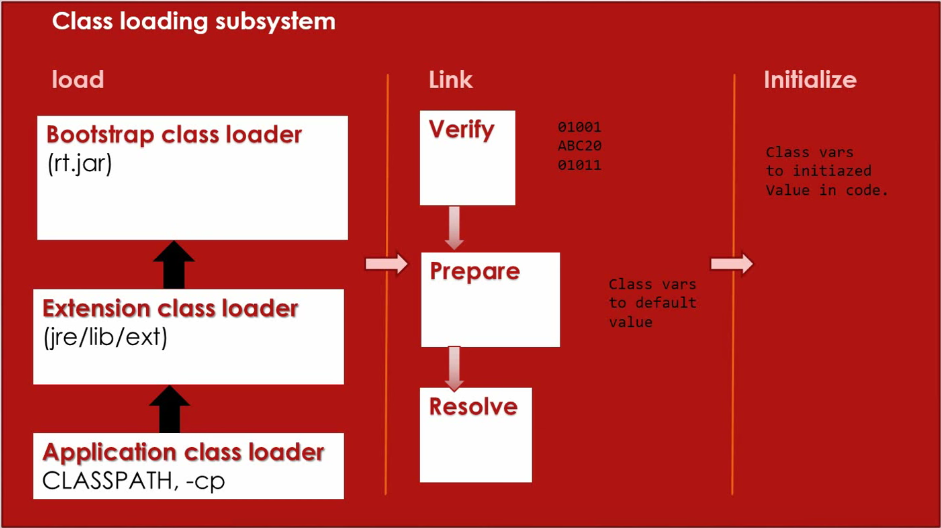 Class loading subsystem
load
Bootstrap class loader
(rt.jar)
Extension class loader
(jre/lib/ext)
Application class loader
CLASSPATH, -cp
Link
Verify
01001
ABC20
01011
Prepare
Class vars
to default
value
Resolve
Initialize
Class vars
to initiazed
Value in code.